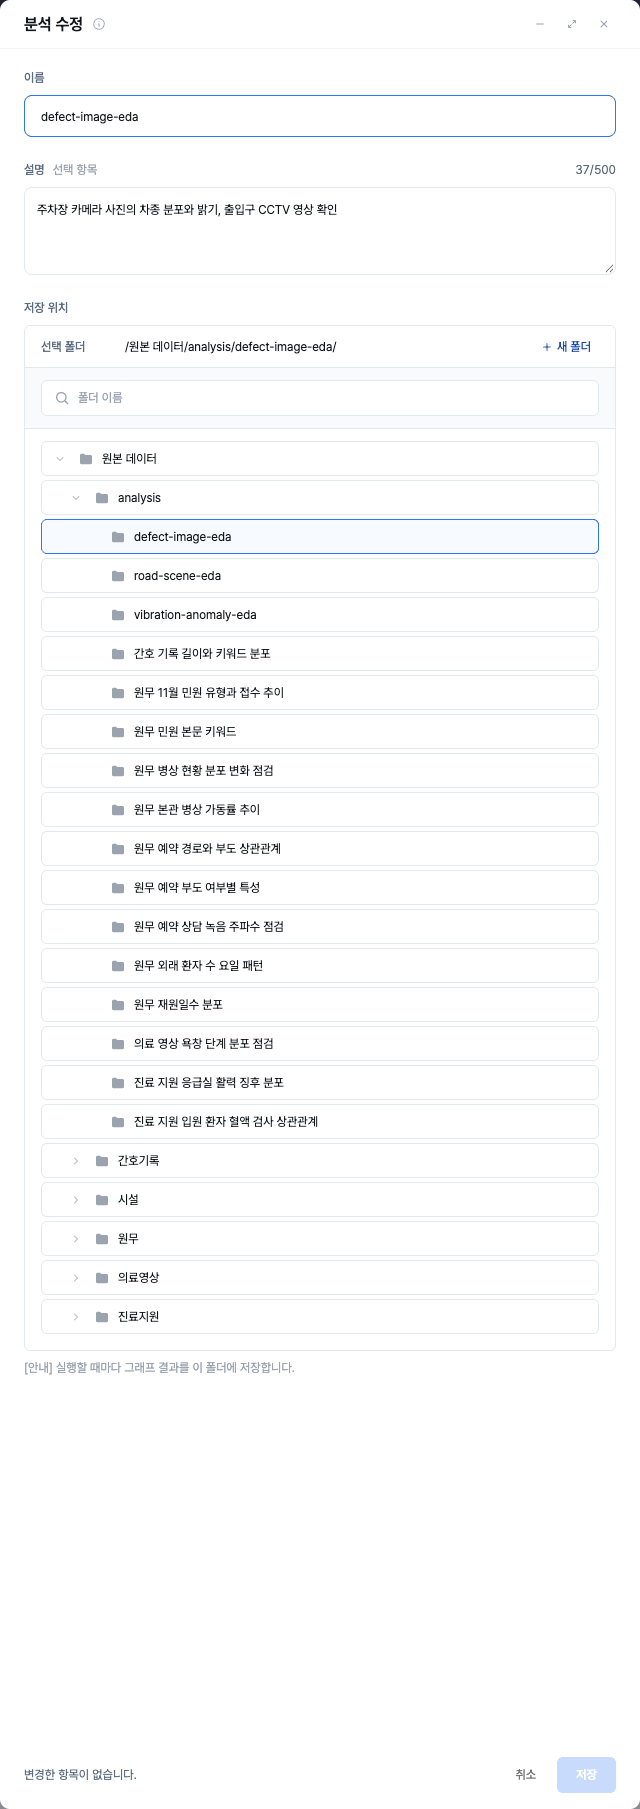 분석 수정
이름
defect-image-eda
설명 선택 항목 37/500
주차장 카메라 사진의 차종 분포와 밝기, 출입구 CCTV 영상 확인
저장 위치
선택 폴더 /원본 데이터/analysis/defect-image-eda/ + 새 폴더
폴더 이름
원본 데이터
analysis
defect-image-eda
road-scene-eda
vibration-anomaly-eda
간호 기록 길이와 키워드 분포
원무 11월 민원 유형과 접수 추이
원무 민원 본문 키워드
원무 병상 현황 분포 변화 점검
원무 본관 병상 가동률 추이
원무 예약 경로와 부도 상관관계
원무 예약 부도 여부별 특성
원무 예약 상담 녹음 주파수 점검
원무 외래 환자 수 요일 패턴
원무 재원일수 분포
의료 영상 욕창 단계 분포 점검
진료 지원 응급실 활력 징후 분포
진료 지원 입원 환자 혈액 검사 상관관계
간호기록
시설
원무
의료영상
진료지원
[안내] 실행할 때마다 그래프 결과를 이 폴더에 저장합니다.
변경한 항목이 없습니다. 취소 저장